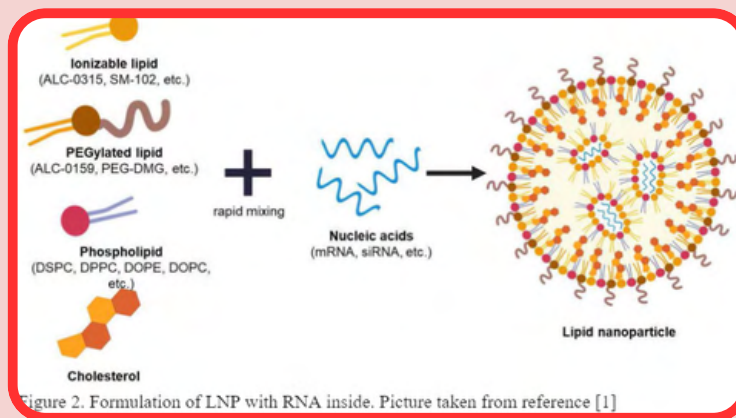 Ionizable lipid
(ALC-0315, SM-102, etc.)
PEGylated lipid
(ALC-0159, PEG-DMG, etc.)
Phospholipid
(DSPC, DPPC, DOPE, DOPC,
etc.)
Cholesterol
rapid mixing
Nucleic acids
(mRNA, siRNA, etc.)
Lipid nanoparticle
Figure 2. Formulation of LNP with RNA inside. Picture taken from reference [1]